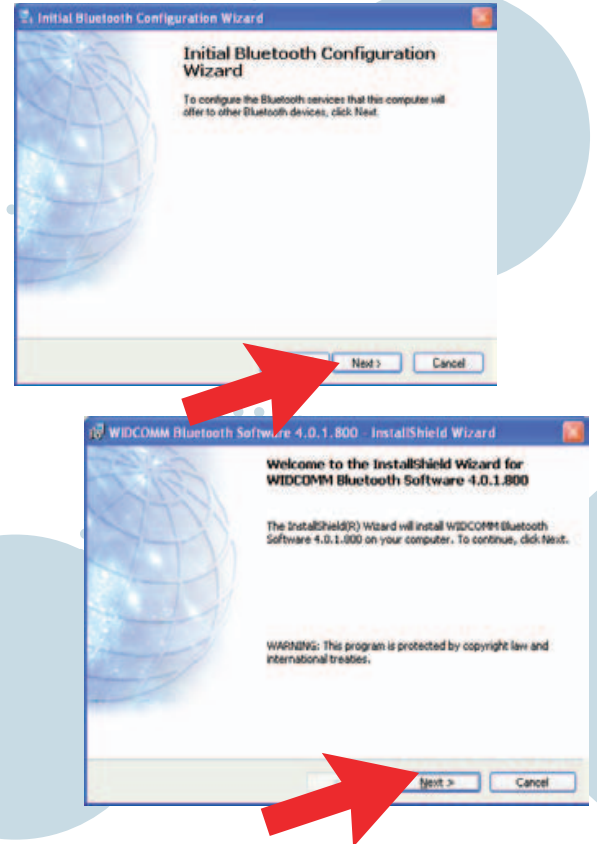 Initial Bluetooth Configuration Wizard
Initial Bluetooth Configuration
Wizard
To configure the Bluetooth services that this computer will
offer to other Bluetooth devices, click Next.
Next >
Cancel
WIDCOMM Bluetooth Software 4.0.1.800 - InstallShield Wizard
Welcome to the InstallShield Wizard for
WIDCOMM Bluetooth Software 4.0.1.800
The InstallShield(R) Wizard will install WIDCOMM Bluetooth
Software 4.0.1.800 on your computer. To continue, click Next.
WARNING: This program is protected by copyright law and
international treaties.
Next >
Cancel